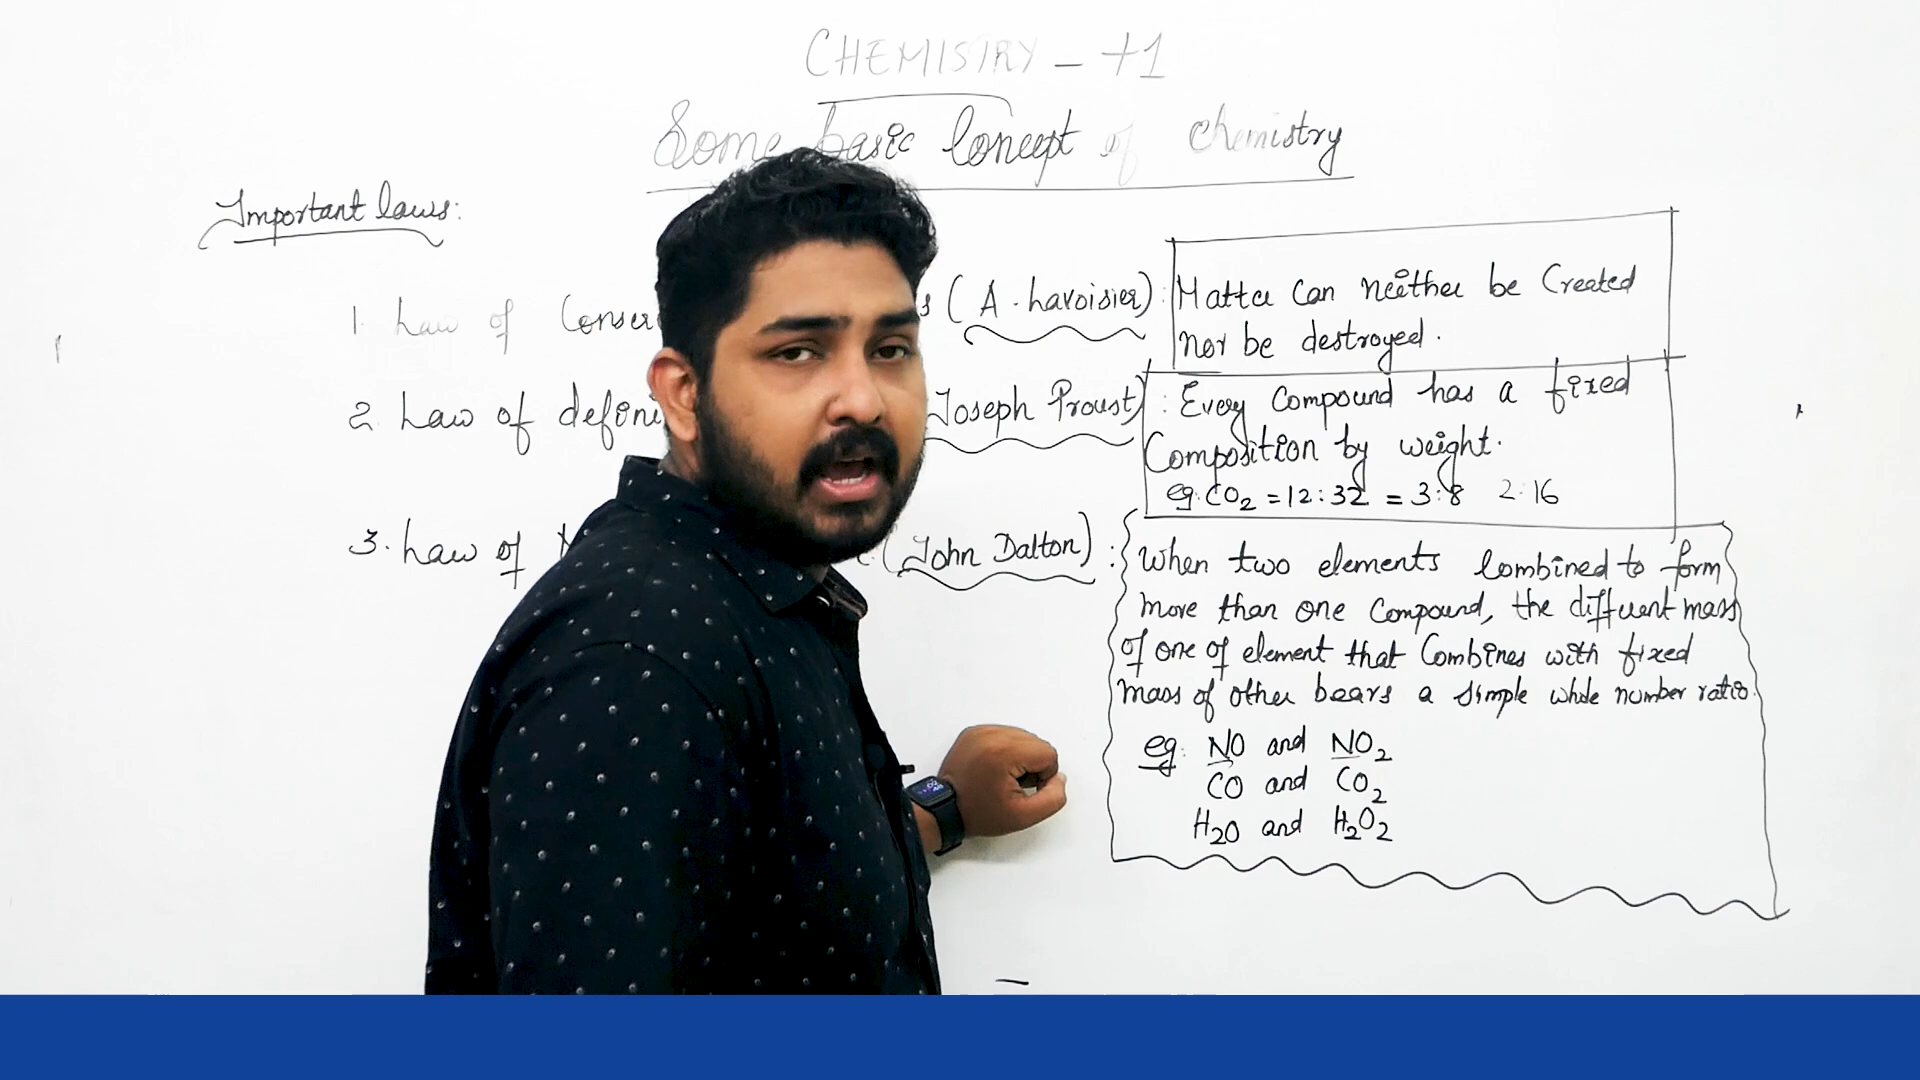 CHEMISTRY - +1
Some basic Concept of Chemistry
Important laws:
1. Law of (A. Lavoisier): Matter Can neither be Created
nor be destroyed.
2. Law of Joseph Proust) : Every Compound has a fixed
Composition by weight.
eg: CO2 = 12:32 = 3:8 2:16
3. Law of (John Dalton) : When two elements Combined to form
more than one Compound, the different mass
of one of element that Combines with fixed
mass of other bears a simple whole number ratio.
eg: NO and NO2
CO and CO2
H2O and H2O2